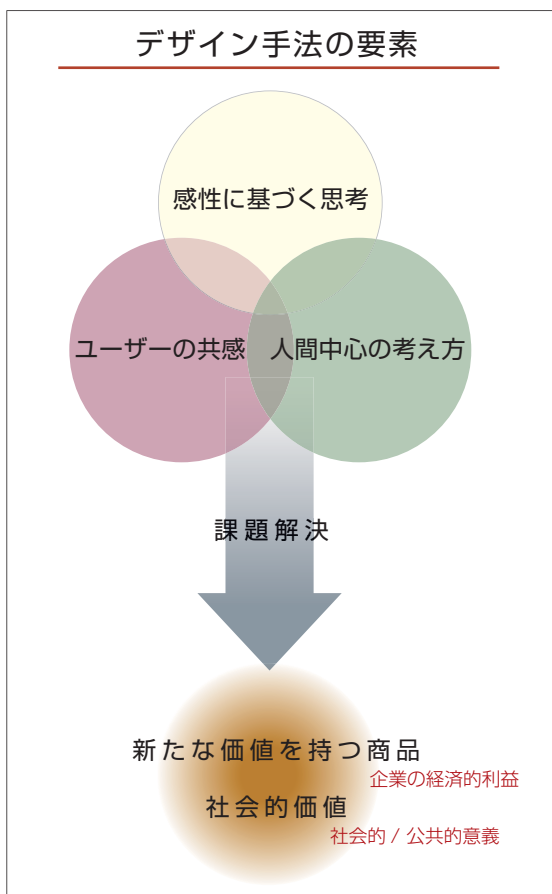 デザイン手法の要素
感性に基づく思考
ユーザーの共感
人間中心の考え方
課題解決
新たな価値を持つ商品
企業の経済的利益
社会的価値
社会的 / 公共的意義